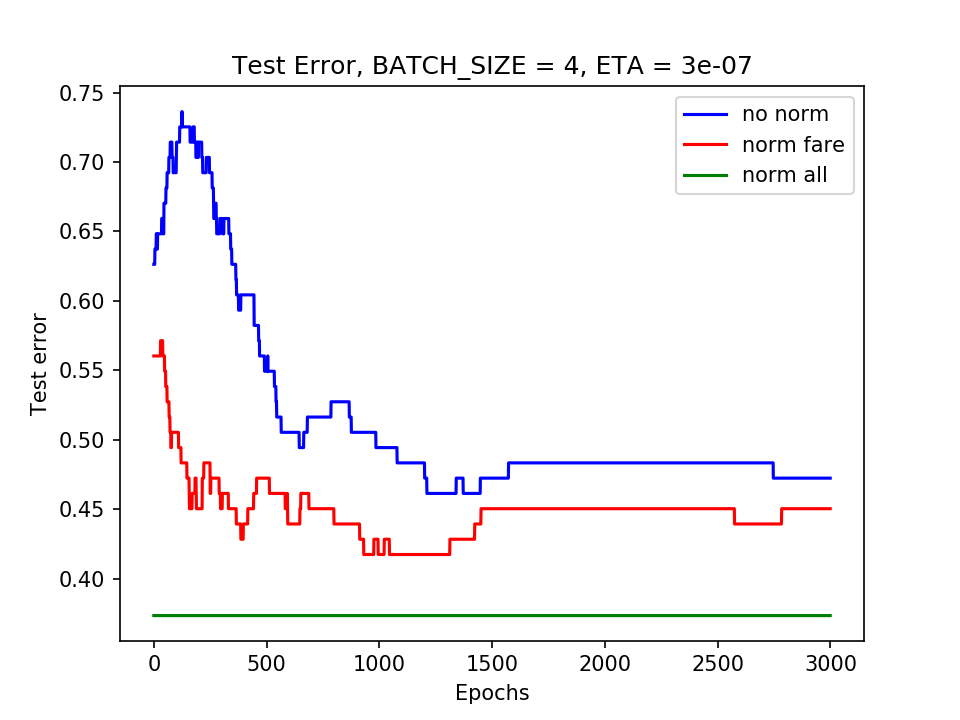 Test Error, BATCH_SIZE = 4, ETA = 3e-07
no norm
norm fare
norm all
Test error
0.75
0.70
0.65
0.60
0.55
0.50
0.45
0.40
0 500 1000 1500 2000 2500 3000
Epochs